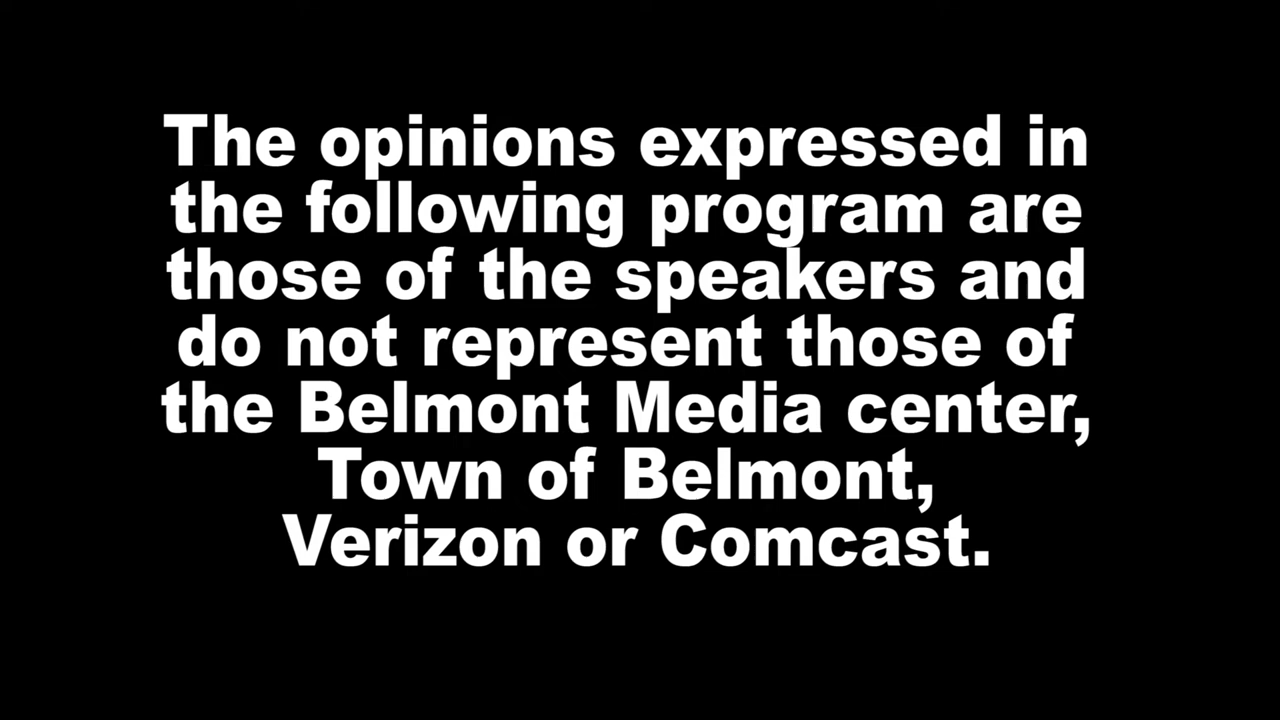 The opinions expressed in
the following program are
those of the speakers and
do not represent those of
the Belmont Media center,
Town of Belmont,
Verizon or Comcast.